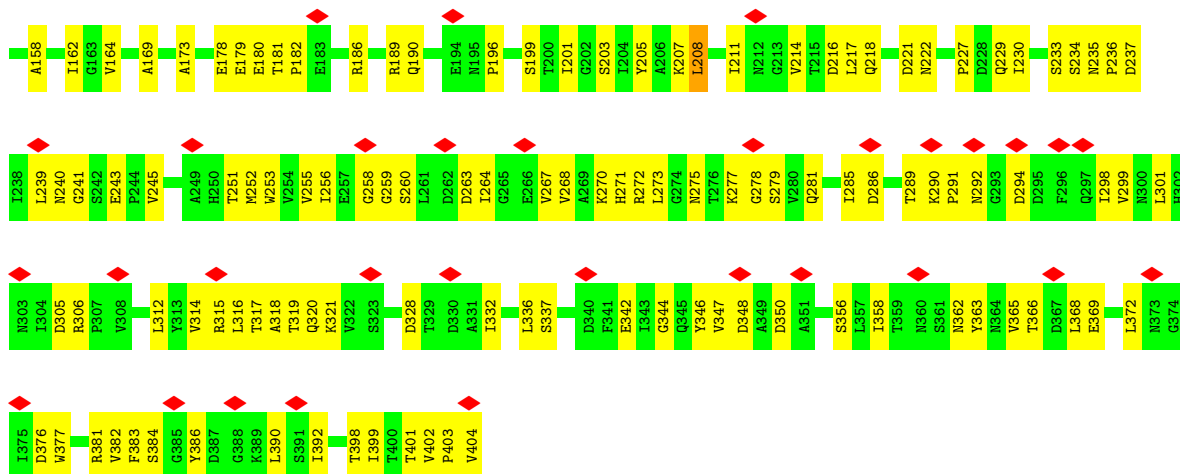 A158 I162 G163 V164 A169 A173 E178 E179 E180 T181 P182 E183 R186 R189 Q190 E194 N195 P196 S199 T200 I201 G202 S203 I204 Y205 A206 K207 L208 I211 N212 G213 V214 T215 D216 L217 Q218 D221 N222 P227 D228 Q229 I230 S233 S234 N235 P236 D237
I238 L239 N240 G241 S242 E243 P244 V245 A249 H250 T251 M252 W253 V254 V255 I256 E257 G258 G259 S260 L261 D262 D263 I264 G265 E266 V267 V268 A269 K270 H271 R272 L273 G274 N275 T276 K277 G278 S279 V280 Q281 I285 D286 T289 K290 P291 N292 G293 D294 D295 F296 Q297 I298 V299 N300 L301 H302
N303 I304 D305 R306 P307 V308 L312 Y313 V314 R315 L316 T317 A318 T319 Q320 K321 V322 S323 D328 T329 D330 A331 I332 L336 S337 D340 F341 E342 I343 G344 Q345 Y346 V347 D348 A349 D350 A351 S356 L357 I358 T359 N360 S361 N362 Y363 N364 V365 T366 D367 L368 E369 L372 N373 G374
I375 D376 W377 R381 V382 F383 S384 G385 Y386 D387 G388 K389 L390 S391 I392 T398 I399 T400 T401 V402 P403 V404